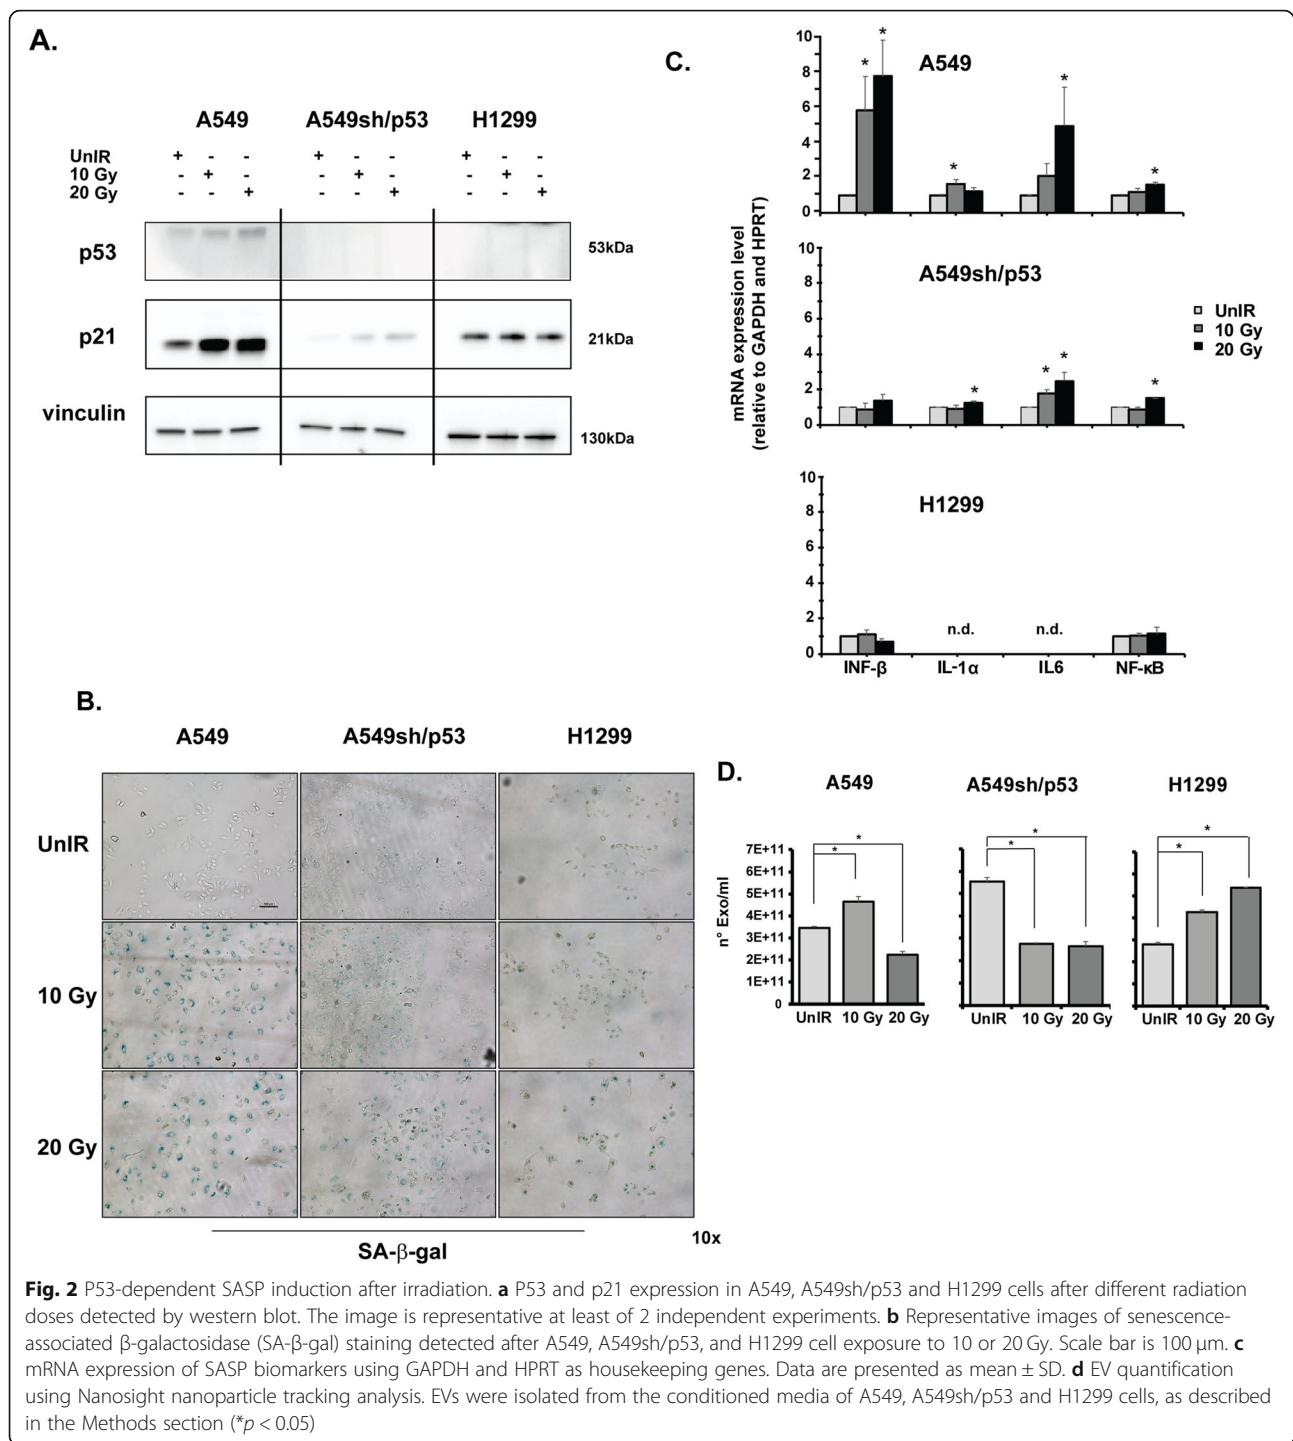 A.
A549 A549sh/p53 H1299
UnIR + - - + - - + - -
10 Gy - + - - + - - + -
20 Gy - - + - - + - - +
p53 53kDa
p21 21kDa
vinculin 130kDa
C.
mRNA expression level
(relative to GAPDH and HPRT)
A549
10
8
6
4
2
0
* * * * *
A549sh/p53
10
8
6
4
2
0
* * * *
UnIR
10 Gy
20 Gy
H1299
10
8
6
4
2
0
n.d. n.d.
INF-β IL-1α IL6 NF-κB
B.
A549 A549sh/p53 H1299
UnIR
10 Gy
20 Gy
SA-β-gal
10x
D.
A549 A549sh/p53 H1299
n° Exo/ml
7E+11
6E+11
5E+11
4E+11
3E+11
2E+11
1E+11
0
* * * * * *
UnIR 10 Gy 20 Gy UnIR 10 Gy 20 Gy UnIR 10 Gy 20 Gy
Fig. 2 P53-dependent SASP induction after irradiation. a P53 and p21 expression in A549, A549sh/p53 and H1299 cells after different radiation
doses detected by western blot. The image is representative at least of 2 independent experiments. b Representative images of senescence-
associated β-galactosidase (SA-β-gal) staining detected after A549, A549sh/p53, and H1299 cell exposure to 10 or 20 Gy. Scale bar is 100 μm. c
mRNA expression of SASP biomarkers using GAPDH and HPRT as housekeeping genes. Data are presented as mean ± SD. d EV quantification
using Nanosight nanoparticle tracking analysis. EVs were isolated from the conditioned media of A549, A549sh/p53 and H1299 cells, as described
in the Methods section (*p < 0.05)